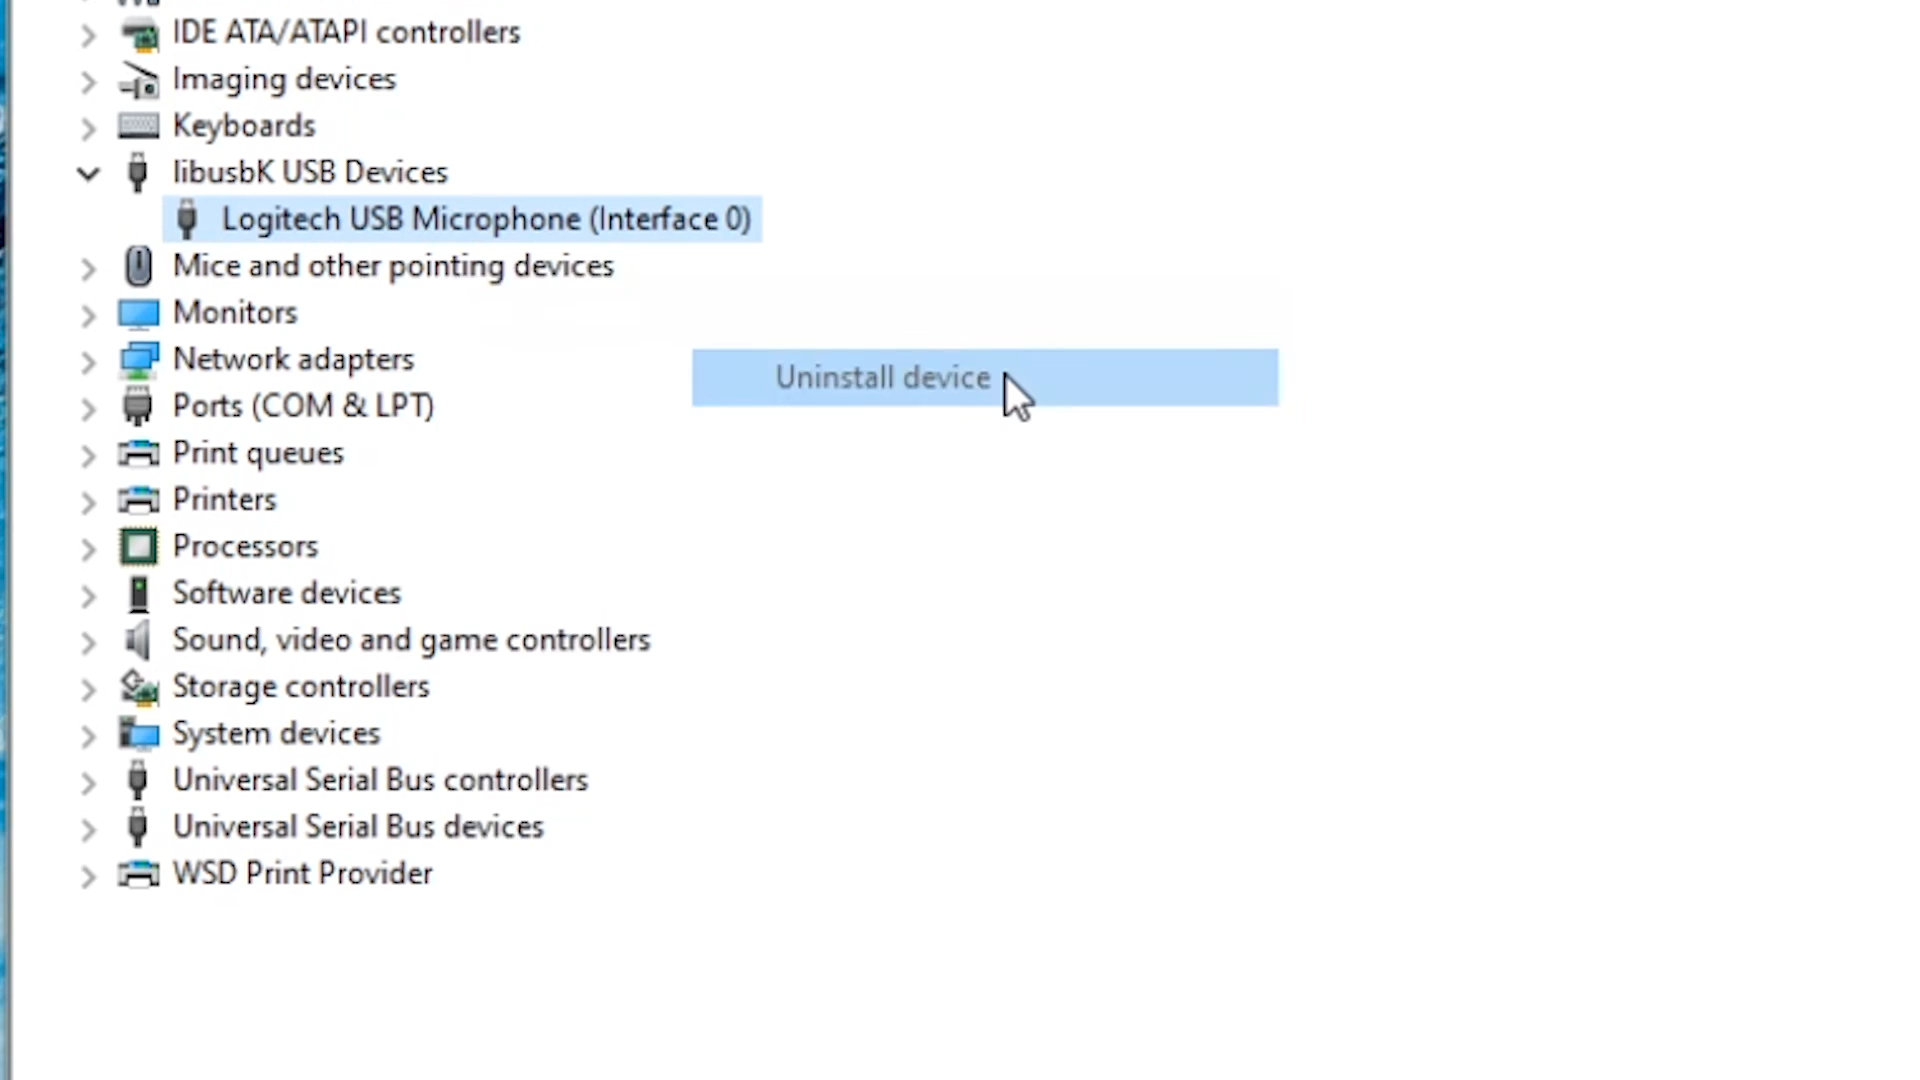 IDE ATA/ATAPI controllers
Imaging devices
Keyboards
libusbK USB Devices
Logitech USB Microphone (Interface 0)
Mice and other pointing devices
Monitors
Network adapters
Uninstall device
Ports (COM & LPT)
Print queues
Printers
Processors
Software devices
Sound, video and game controllers
Storage controllers
System devices
Universal Serial Bus controllers
Universal Serial Bus devices
WSD Print Provider